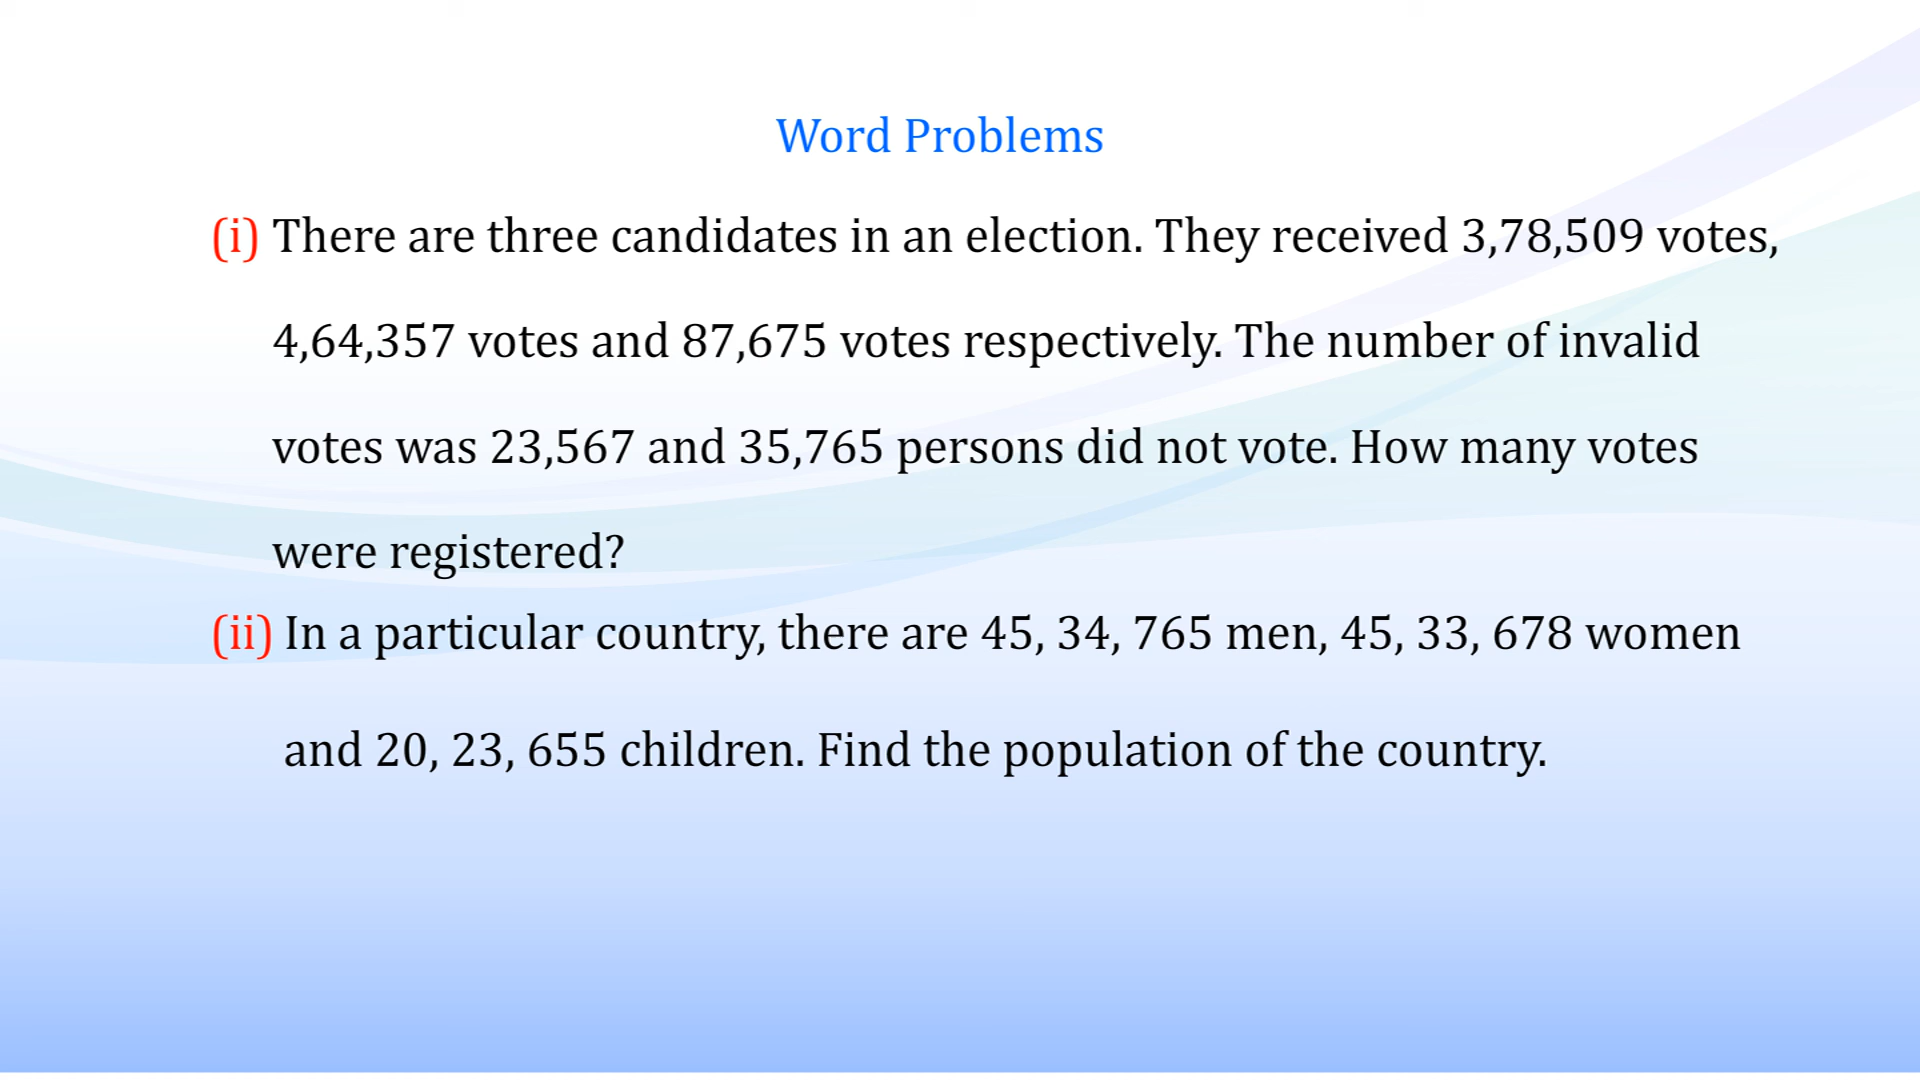 Word Problems
(i) There are three candidates in an election. They received 3,78,509 votes,
4,64,357 votes and 87,675 votes respectively. The number of invalid
votes was 23,567 and 35,765 persons did not vote. How many votes
were registered?
(ii) In a particular country, there are 45, 34, 765 men, 45, 33, 678 women
and 20, 23, 655 children. Find the population of the country.